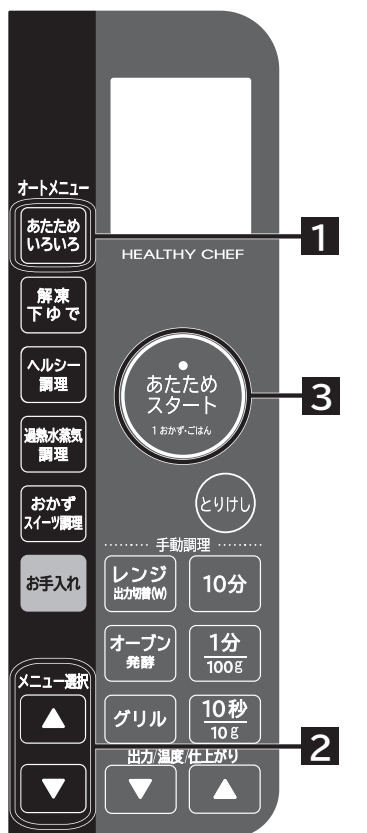 オートメニュー
あたため
いろいろ
1
HEALTHY CHEF
解凍
下ゆで
ヘルシー
調理
あたため
スタート
1 おかず・ごはん
3
過熱水蒸気
調理
おかず
スイーツ調理
とりけし
手動調理
お手入れ
レンジ
出力切替(W)
10分
オーブン
発酵
1分
100g
メニュー選択
▲
グリル
10秒
10g
2
出力/温度/仕上がり
▼
▼
▲